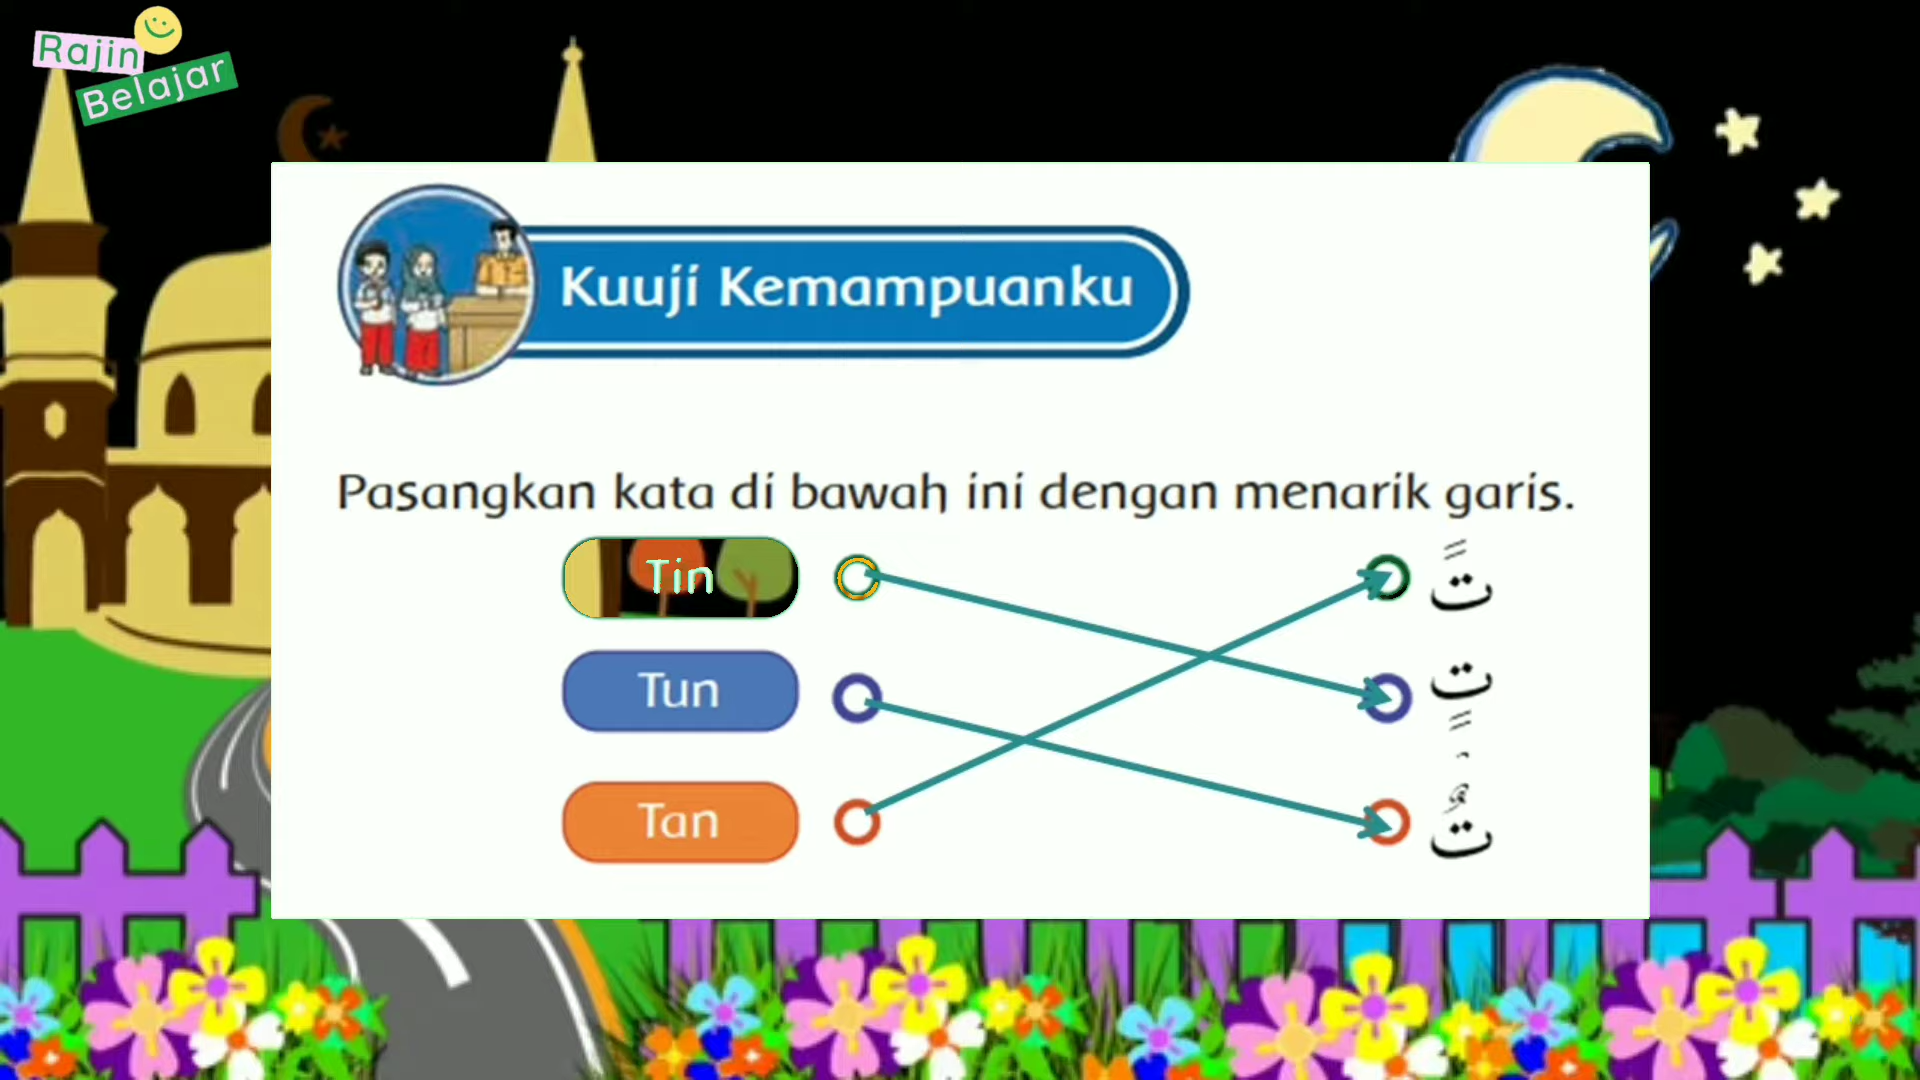 Rajin
Belajar
Kuuji Kemampuanku
Pasangkan kata di bawah ini dengan menarik garis.
Tin تً
Tun تٍ
Tan تٌ